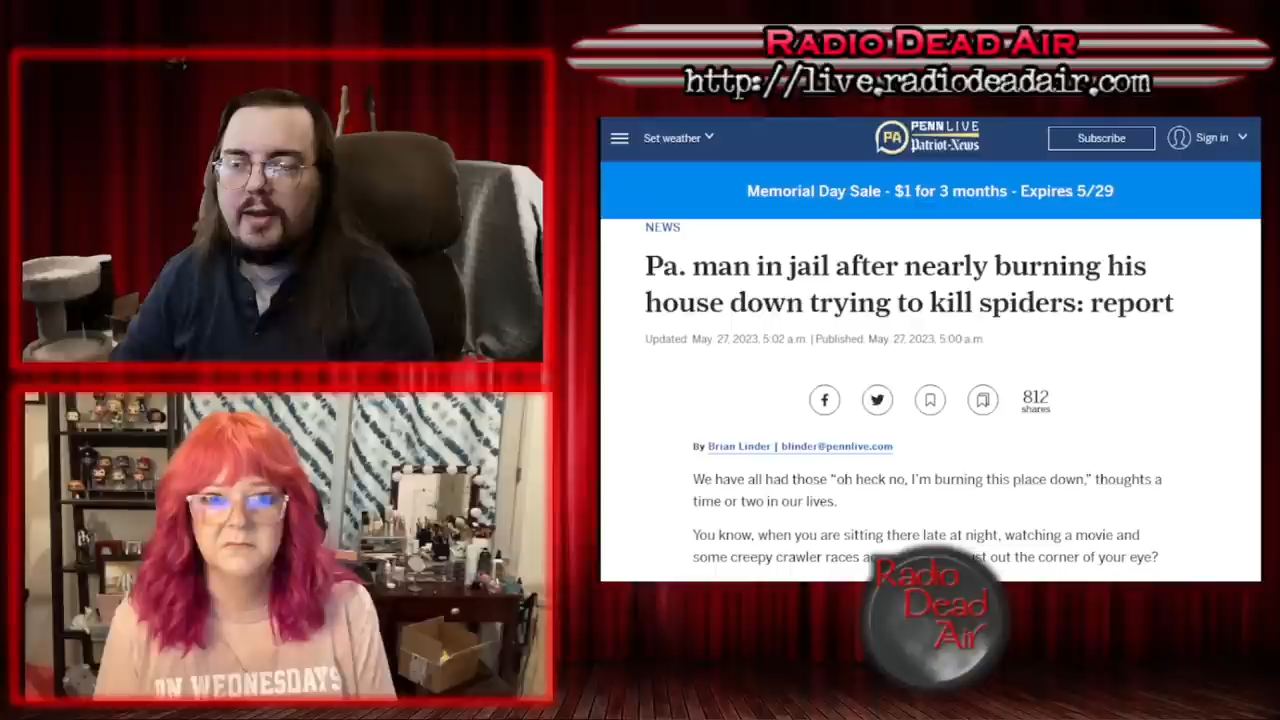 RADIO DEAD AIR
http://live.radiodeadair.com
Set weather
PA
PENNLIVE
Patriot-News
Subscribe
Sign in
Memorial Day Sale - $1 for 3 months - Expires 5/29
NEWS
Pa. man in jail after nearly burning his
house down trying to kill spiders: report
Updated: May. 27, 2023, 5:02 a.m. | Published: May. 27, 2023, 5:00 a.m.
812
shares
By Brian Linder | blinder@pennlive.com
We have all had those “oh heck no, I’m burning this place down,” thoughts a
time or two in our lives.
You know, when you are sitting there late at night, watching a movie and
some creepy crawler races out the corner of your eye?
Radio
Dead
Air
ON WEDNESDAYS